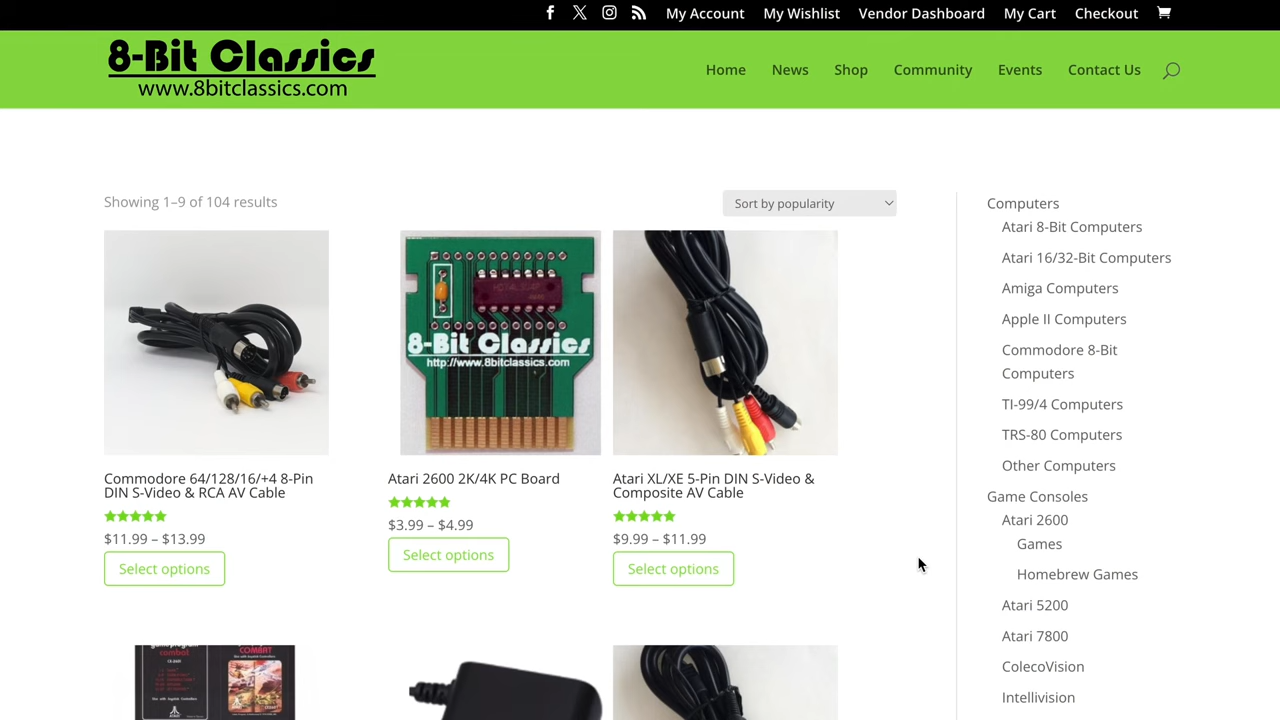 My Account
My Wishlist
Vendor Dashboard
My Cart
Checkout
8-Bit Classics
www.8bitclassics.com
Home
News
Shop
Community
Events
Contact Us
Showing 1–9 of 104 results
Sort by popularity
8-Bit Classics
http://www.8bitclassics.com
Commodore 64/128/16/+4 8-Pin
DIN S-Video & RCA AV Cable
$11.99 – $13.99
Select options
Atari 2600 2K/4K PC Board
$3.99 – $4.99
Select options
Atari XL/XE 5-Pin DIN S-Video &
Composite AV Cable
$9.99 – $11.99
Select options
combat
COMBAT
ATARI
Computers
Atari 8-Bit Computers
Atari 16/32-Bit Computers
Amiga Computers
Apple II Computers
Commodore 8-Bit
Computers
TI-99/4 Computers
TRS-80 Computers
Other Computers
Game Consoles
Atari 2600
Games
Homebrew Games
Atari 5200
Atari 7800
ColecoVision
Intellivision